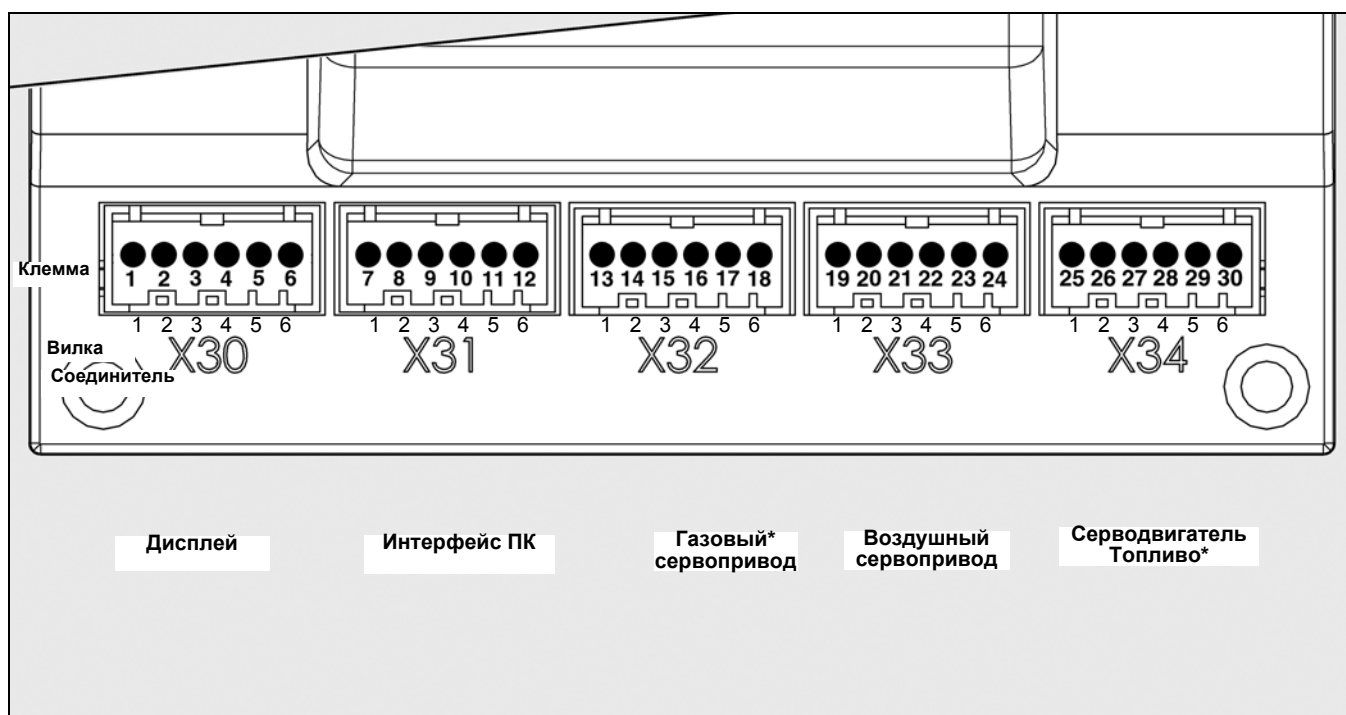 Клемма
1 2 3 4 5 6
7 8 9 10 11 12
13 14 15 16 17 18
19 20 21 22 23 24
25 26 27 28 29 30
1 2 3 4 5 6
1 2 3 4 5 6
1 2 3 4 5 6
1 2 3 4 5 6
1 2 3 4 5 6
Вилка
Соединитель
X30
X31
X32
X33
X34
Дисплей
Интерфейс ПК
Газовый*
сервопривод
Воздушный
сервопривод
Серводвигатель
Топливо*